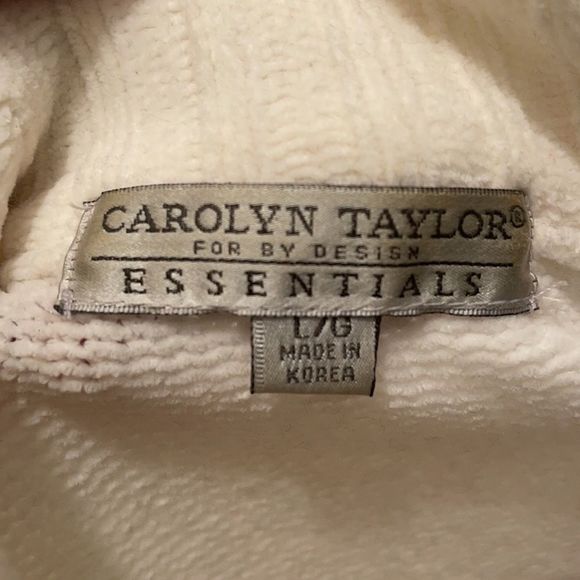 CAROLYN TAYLOR®
FOR BY DESIGN
ESSENTIALS
L/G
MADE IN
KOREA